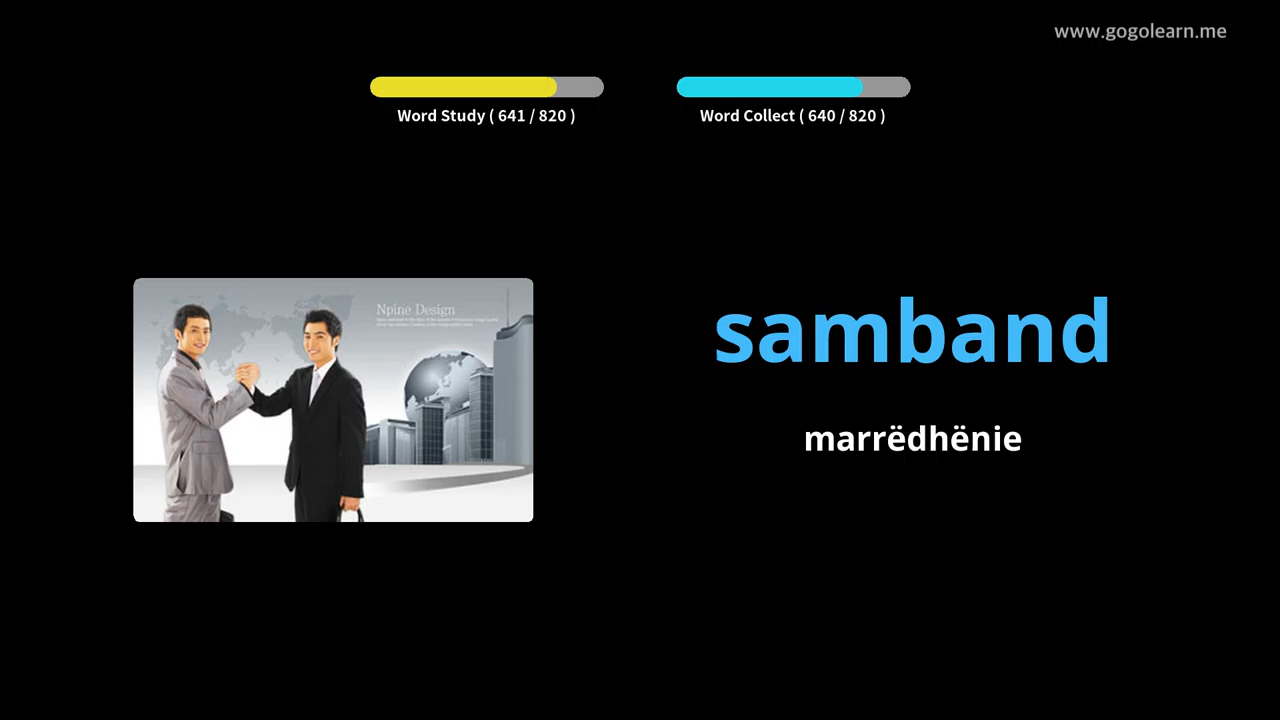 www.gogolearn.me
Word Study ( 641 / 820 )
Word Collect ( 640 / 820 )
Npine Design
samband
marrëdhënie